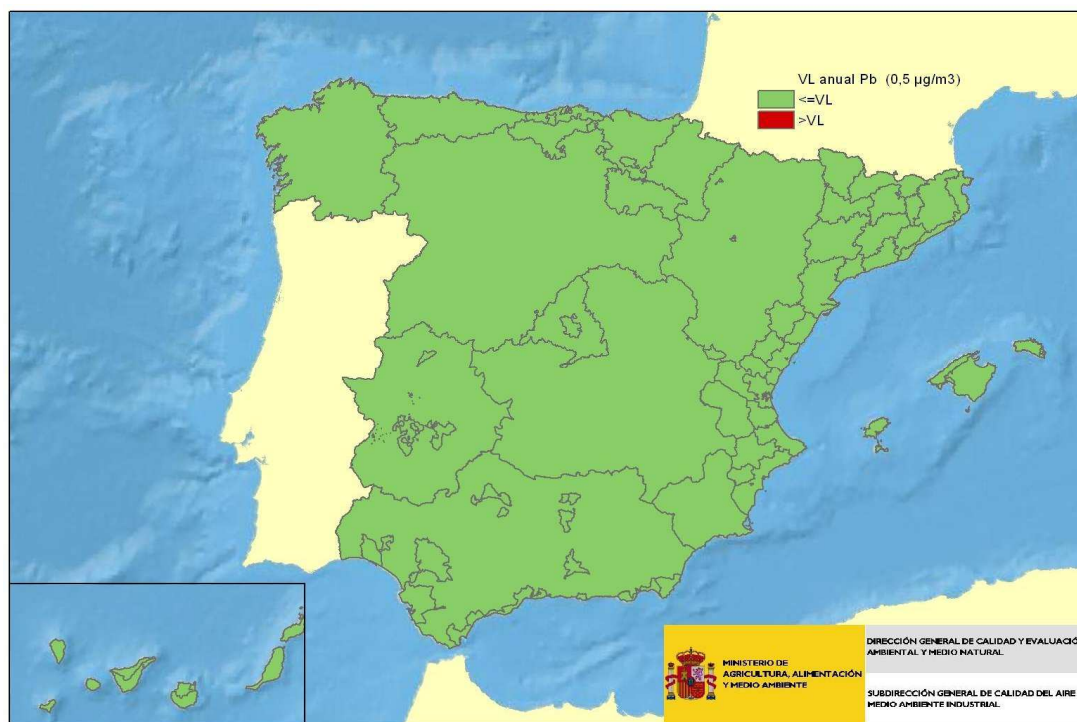 VL anual Pb (0,5 µg/m3)
<=VL
>VL
MINISTERIO DE
AGRICULTURA, ALIMENTACIÓN
Y MEDIO AMBIENTE
DIRECCIÓN GENERAL DE CALIDAD Y EVALUACIÓ
AMBIENTAL Y MEDIO NATURAL
SUBDIRECCIÓN GENERAL DE CALIDAD DEL AIRE
MEDIO AMBIENTE INDUSTRIAL